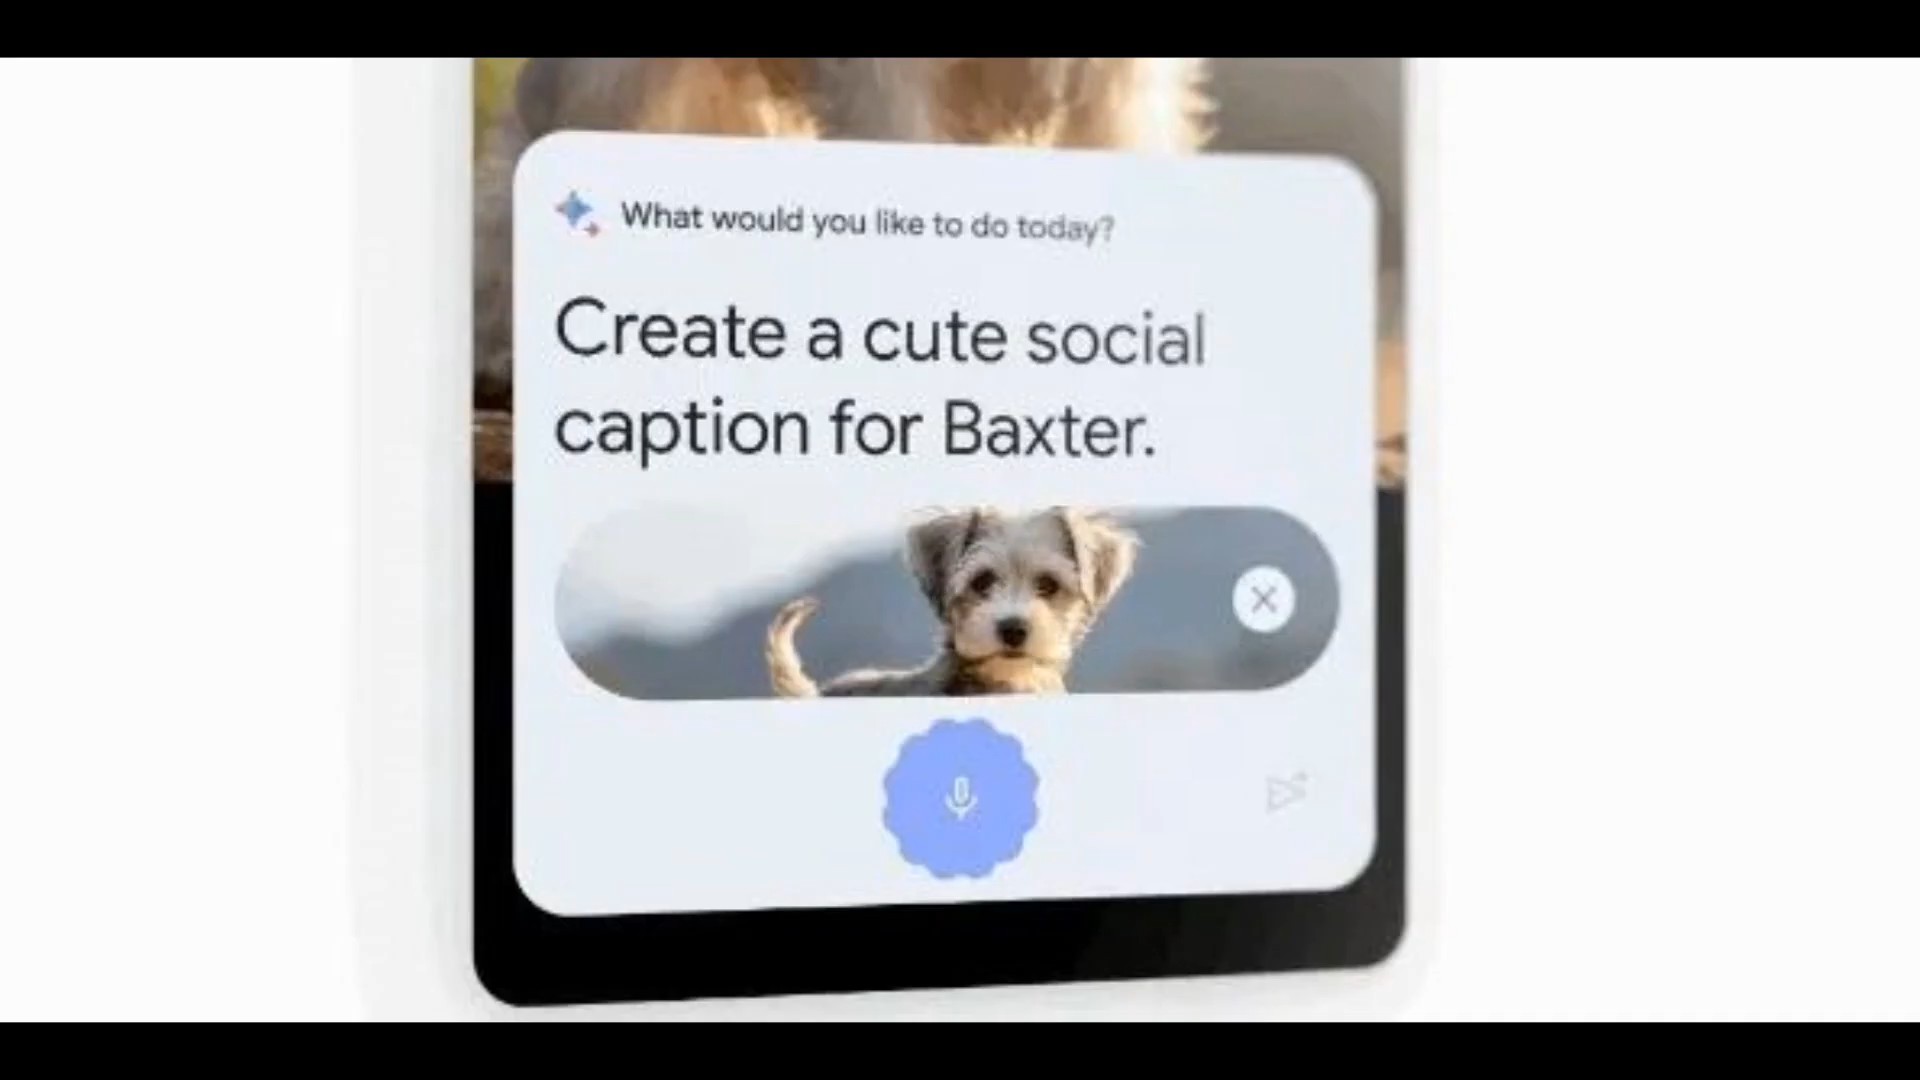 What would you like to do today?
Create a cute social
caption for Baxter.